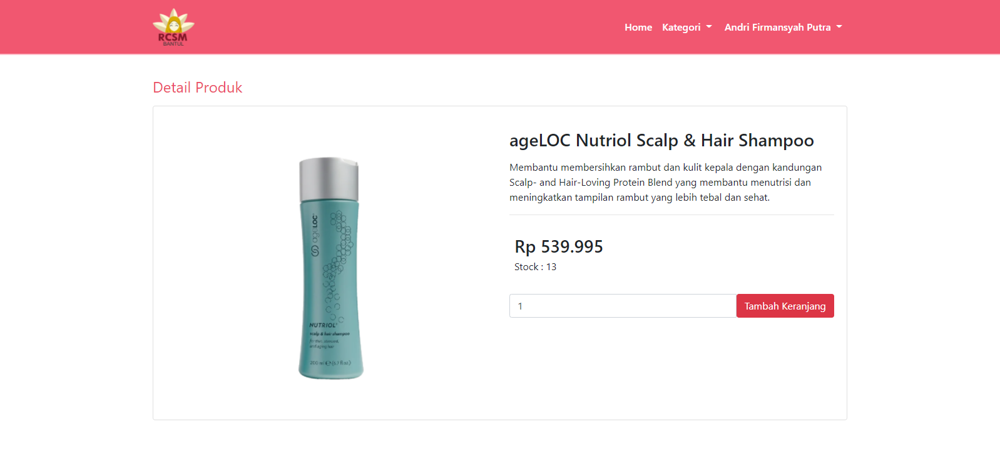 RCSM
BANTUL
Home
Kategori
Andri Firmansyah Putra
Detail Produk
ageLOC
NUTRIOL
scalp & hair shampoo
for thin, stressed,
and aging hair
200 ml ℮ (6.7 fl.oz.)
ageLOC Nutriol Scalp & Hair Shampoo
Membantu membersihkan rambut dan kulit kepala dengan kandungan
Scalp- and Hair-Loving Protein Blend yang membantu menutrisi dan
meningkatkan tampilan rambut yang lebih tebal dan sehat.
Rp 539.995
Stock : 13
1
Tambah Keranjang